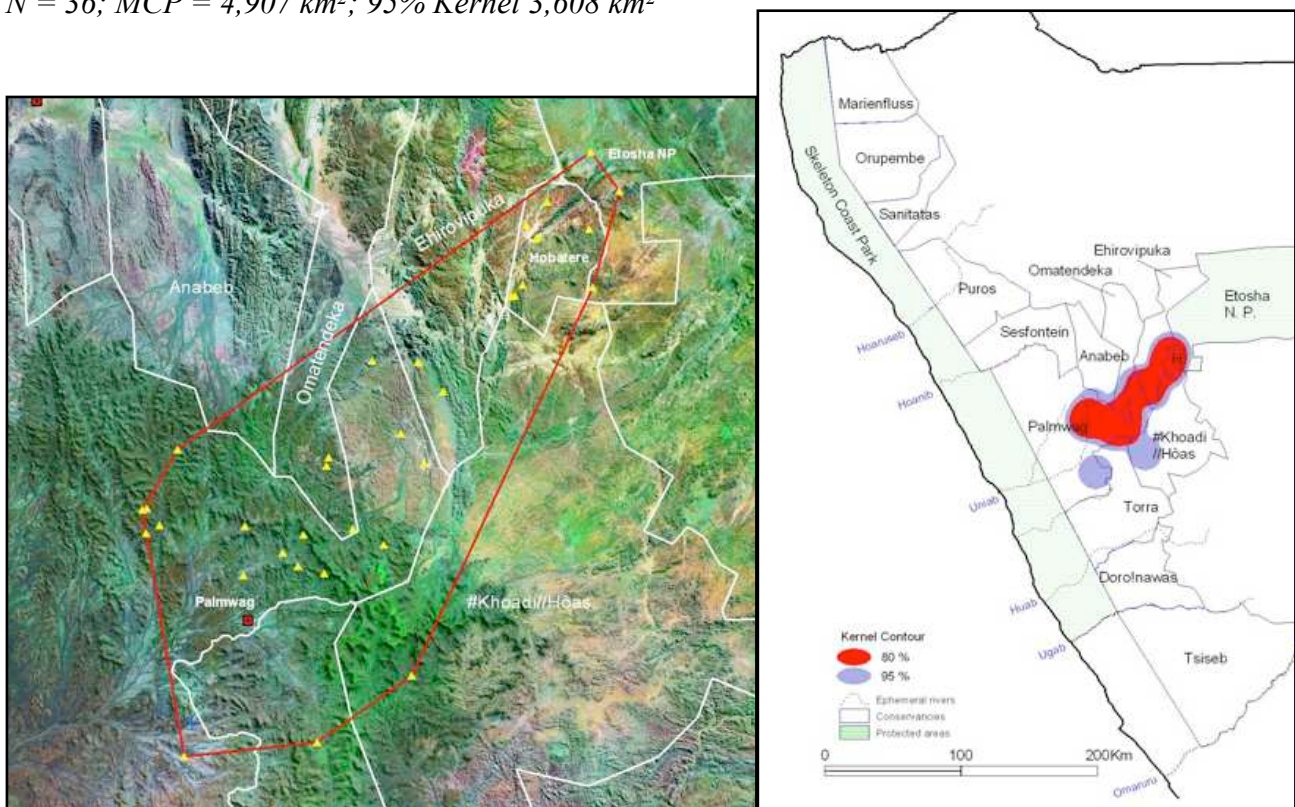 N = 36; MCP = 4,907 km²; 95% Kernel 3,608 km²
Etosha NP
Ehirovipuka
Hobatere
Anabeb
Omatendeka
Palmwag
#Khoadi//Hôas
Marienfluss
Orupembe
Skeleton Coast Park
Sanitatas
Ehirovipuka
Omatendeka
Etosha
N. P.
Puros
Sesfontein
Hoaruseb
Anabeb
H
Hoanib
Palmwag
#Khoadi
//Hôas
Uniab
Torra
Doro!nawas
Huab
Ugab
Tsiseb
Kernel Contour
80 %
95 %
Ephemeral rivers
Conservancies
Protected areas
0 100 200Km
Omaruru